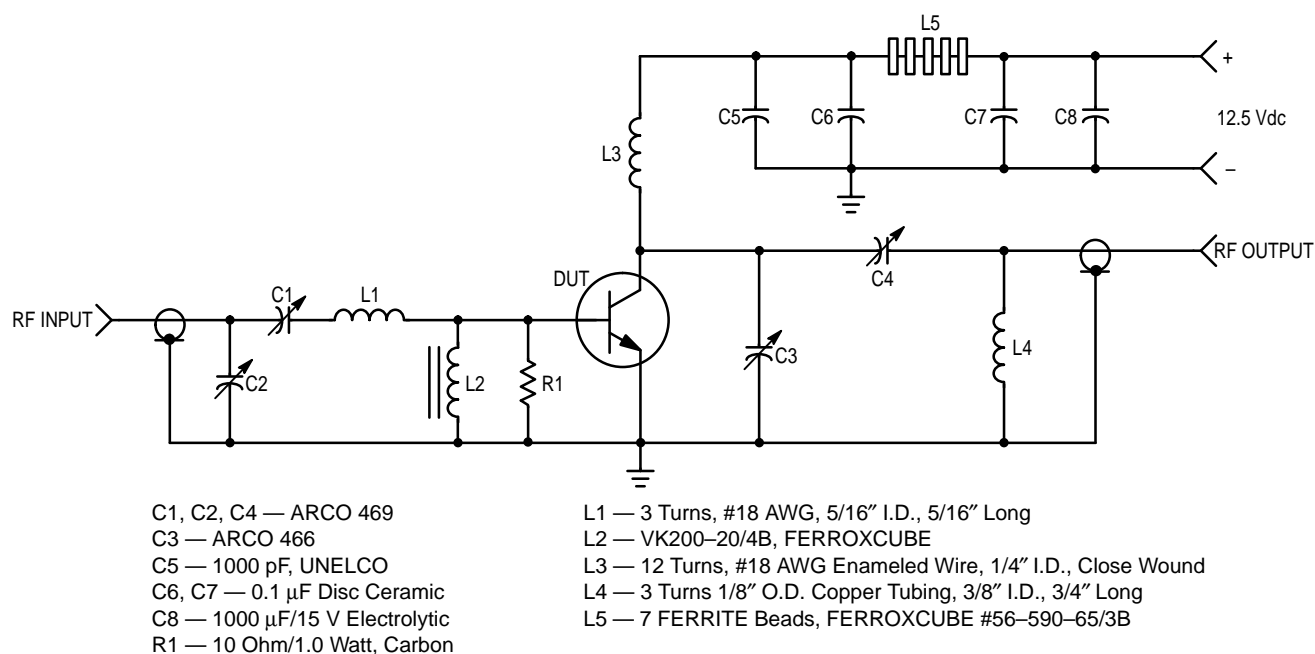 L5
+
C5
C6
C7
C8
12.5 Vdc
L3
–
RF OUTPUT
C4
DUT
C1
L1
RF INPUT
C3
L4
C2
L2
R1
C1, C2, C4 — ARCO 469
C3 — ARCO 466
C5 — 1000 pF, UNELCO
C6, C7 — 0.1 μF Disc Ceramic
C8 — 1000 μF/15 V Electrolytic
R1 — 10 Ohm/1.0 Watt, Carbon
L1 — 3 Turns, #18 AWG, 5/16″ I.D., 5/16″ Long
L2 — VK200–20/4B, FERROXCUBE
L3 — 12 Turns, #18 AWG Enameled Wire, 1/4″ I.D., Close Wound
L4 — 3 Turns 1/8″ O.D. Copper Tubing, 3/8″ I.D., 3/4″ Long
L5 — 7 FERRITE Beads, FERROXCUBE #56–590–65/3B